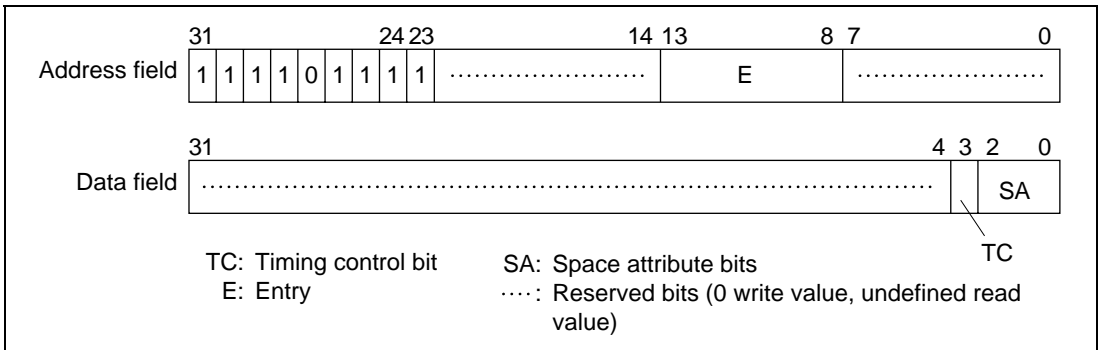 31 24 23 14 13 8 7 0
Address field 1 1 1 1 0 1 1 1 1 ........................ E ........................
31 4 3 2 0
Data field ........................ SA
TC
TC: Timing control bit SA: Space attribute bits
E: Entry ....: Reserved bits (0 write value, undefined read
value)